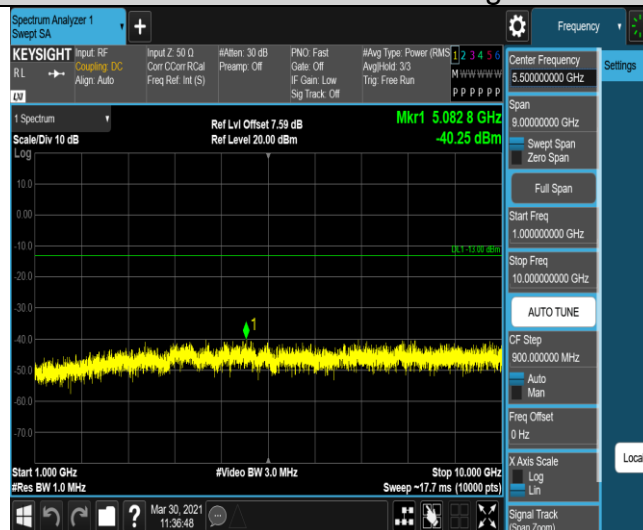 Spectrum Analyzer 1
Swept SA
Frequency
KEYSIGHT
RL
LXI
Input: RF
Coupling: DC
Align: Auto
Input Z: 50 Ω
Corr CCorr RCal
Freq Ref: Int (S)
#Atten: 30 dB
Preamp: Off
PNO: Fast
Gate: Off
IF Gain: Low
Sig Track: Off
#Avg Type: Power (RMS
Avg|Hold: 3/3
Trig: Free Run
1 2 3 4 5 6
M W W W W W
P P P P P P
1 Spectrum
Scale/Div 10 dB
Log
Ref Lvl Offset 7.59 dB
Ref Level 20.00 dBm
Mkr1 5.082 8 GHz
-40.25 dBm
10.0
0.00
-10.0
-20.0
-30.0
-40.0
-50.0
-60.0
-70.0
DL1 -13.00 dBm
1
Start 1.000 GHz
#Res BW 1.0 MHz
#Video BW 3.0 MHz
Stop 10.000 GHz
Sweep ~17.7 ms (10000 pts)
?
Mar 30, 2021
11:36:48
Center Frequency
5.500000000 GHz
Span
9.00000000 GHz
Swept Span
Zero Span
Full Span
Start Freq
1.000000000 GHz
Stop Freq
10.000000000 GHz
AUTO TUNE
CF Step
900.000000 MHz
Auto
Man
Freq Offset
0 Hz
X Axis Scale
Log
Lin
Signal Track
(Span Zoom)
Settings
Local